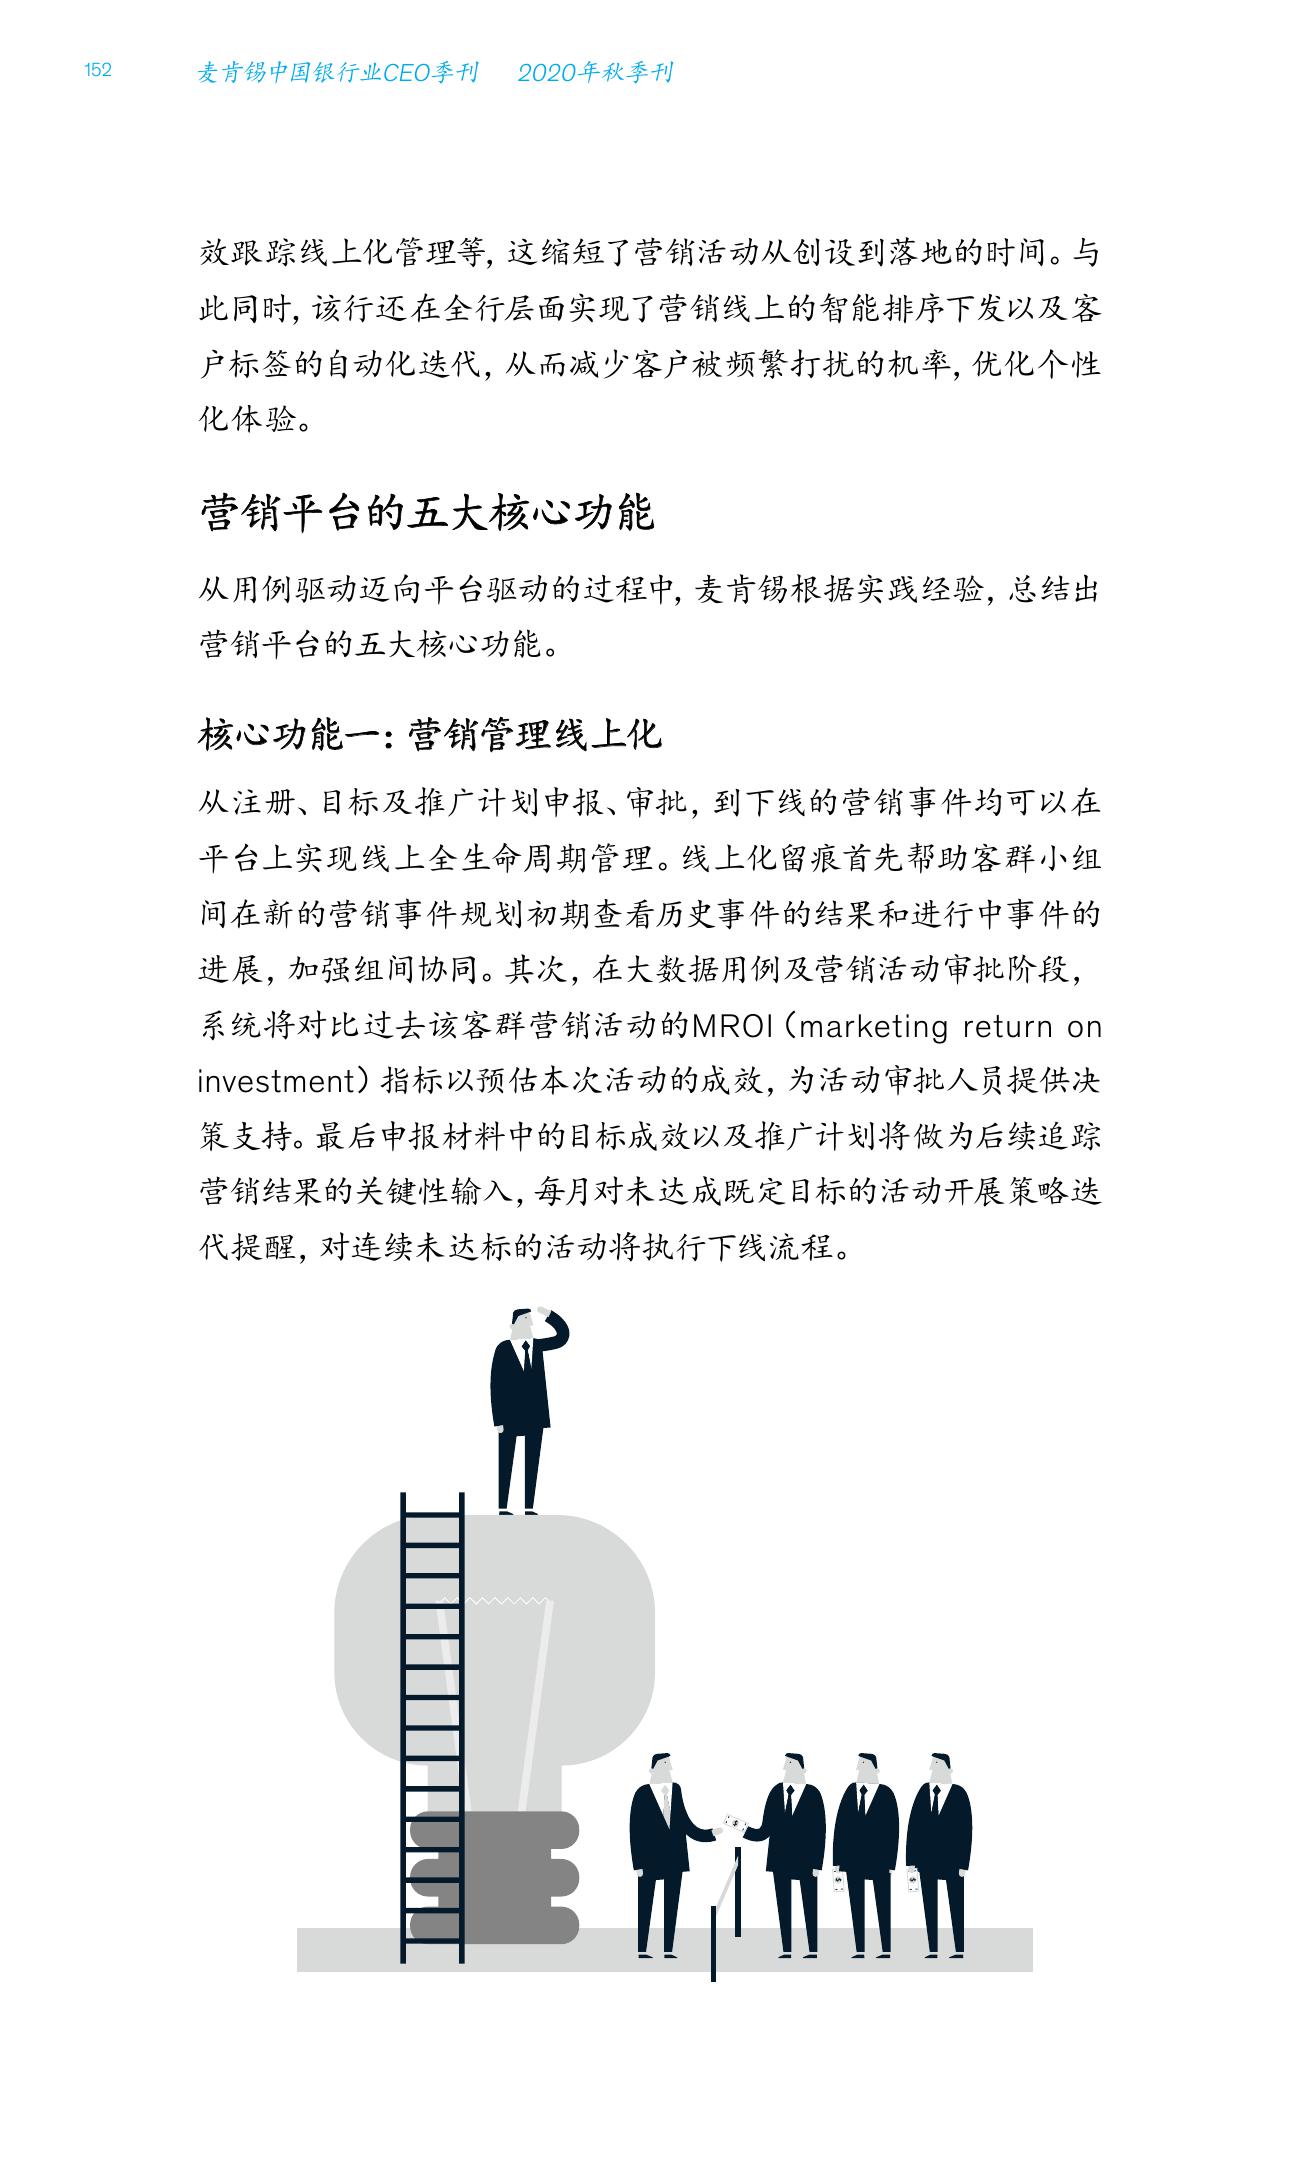 152
麦肯锡中国银行业CEO季刊 2020年秋季刊
效跟踪线上化管理等，这缩短了营销活动从创设到落地的时间。与
此同时，该行还在全行层面实现了营销线上的智能排序下发以及客
户标签的自动化迭代，从而减少客户被频繁打扰的机率，优化个性
化体验。
营销平台的五大核心功能
从用例驱动迈向平台驱动的过程中，麦肯锡根据实践经验，总结出
营销平台的五大核心功能。
核心功能一：营销管理线上化
从注册、目标及推广计划申报、审批，到下线的营销事件均可以在
平台上实现线上全生命周期管理。线上化留痕首先帮助客群小组
间在新的营销事件规划初期查看历史事件的结果和进行中事件的
进展，加强组间协同。其次，在大数据用例及营销活动审批阶段，
系统将对比过去该客群营销活动的MROI（marketing return on
investment）指标以预估本次活动的成效，为活动审批人员提供决
策支持。最后申报材料中的目标成效以及推广计划将做为后续追踪
营销结果的关键性输入，每月对未达成既定目标的活动开展策略迭
代提醒，对连续未达标的活动将执行下线流程。